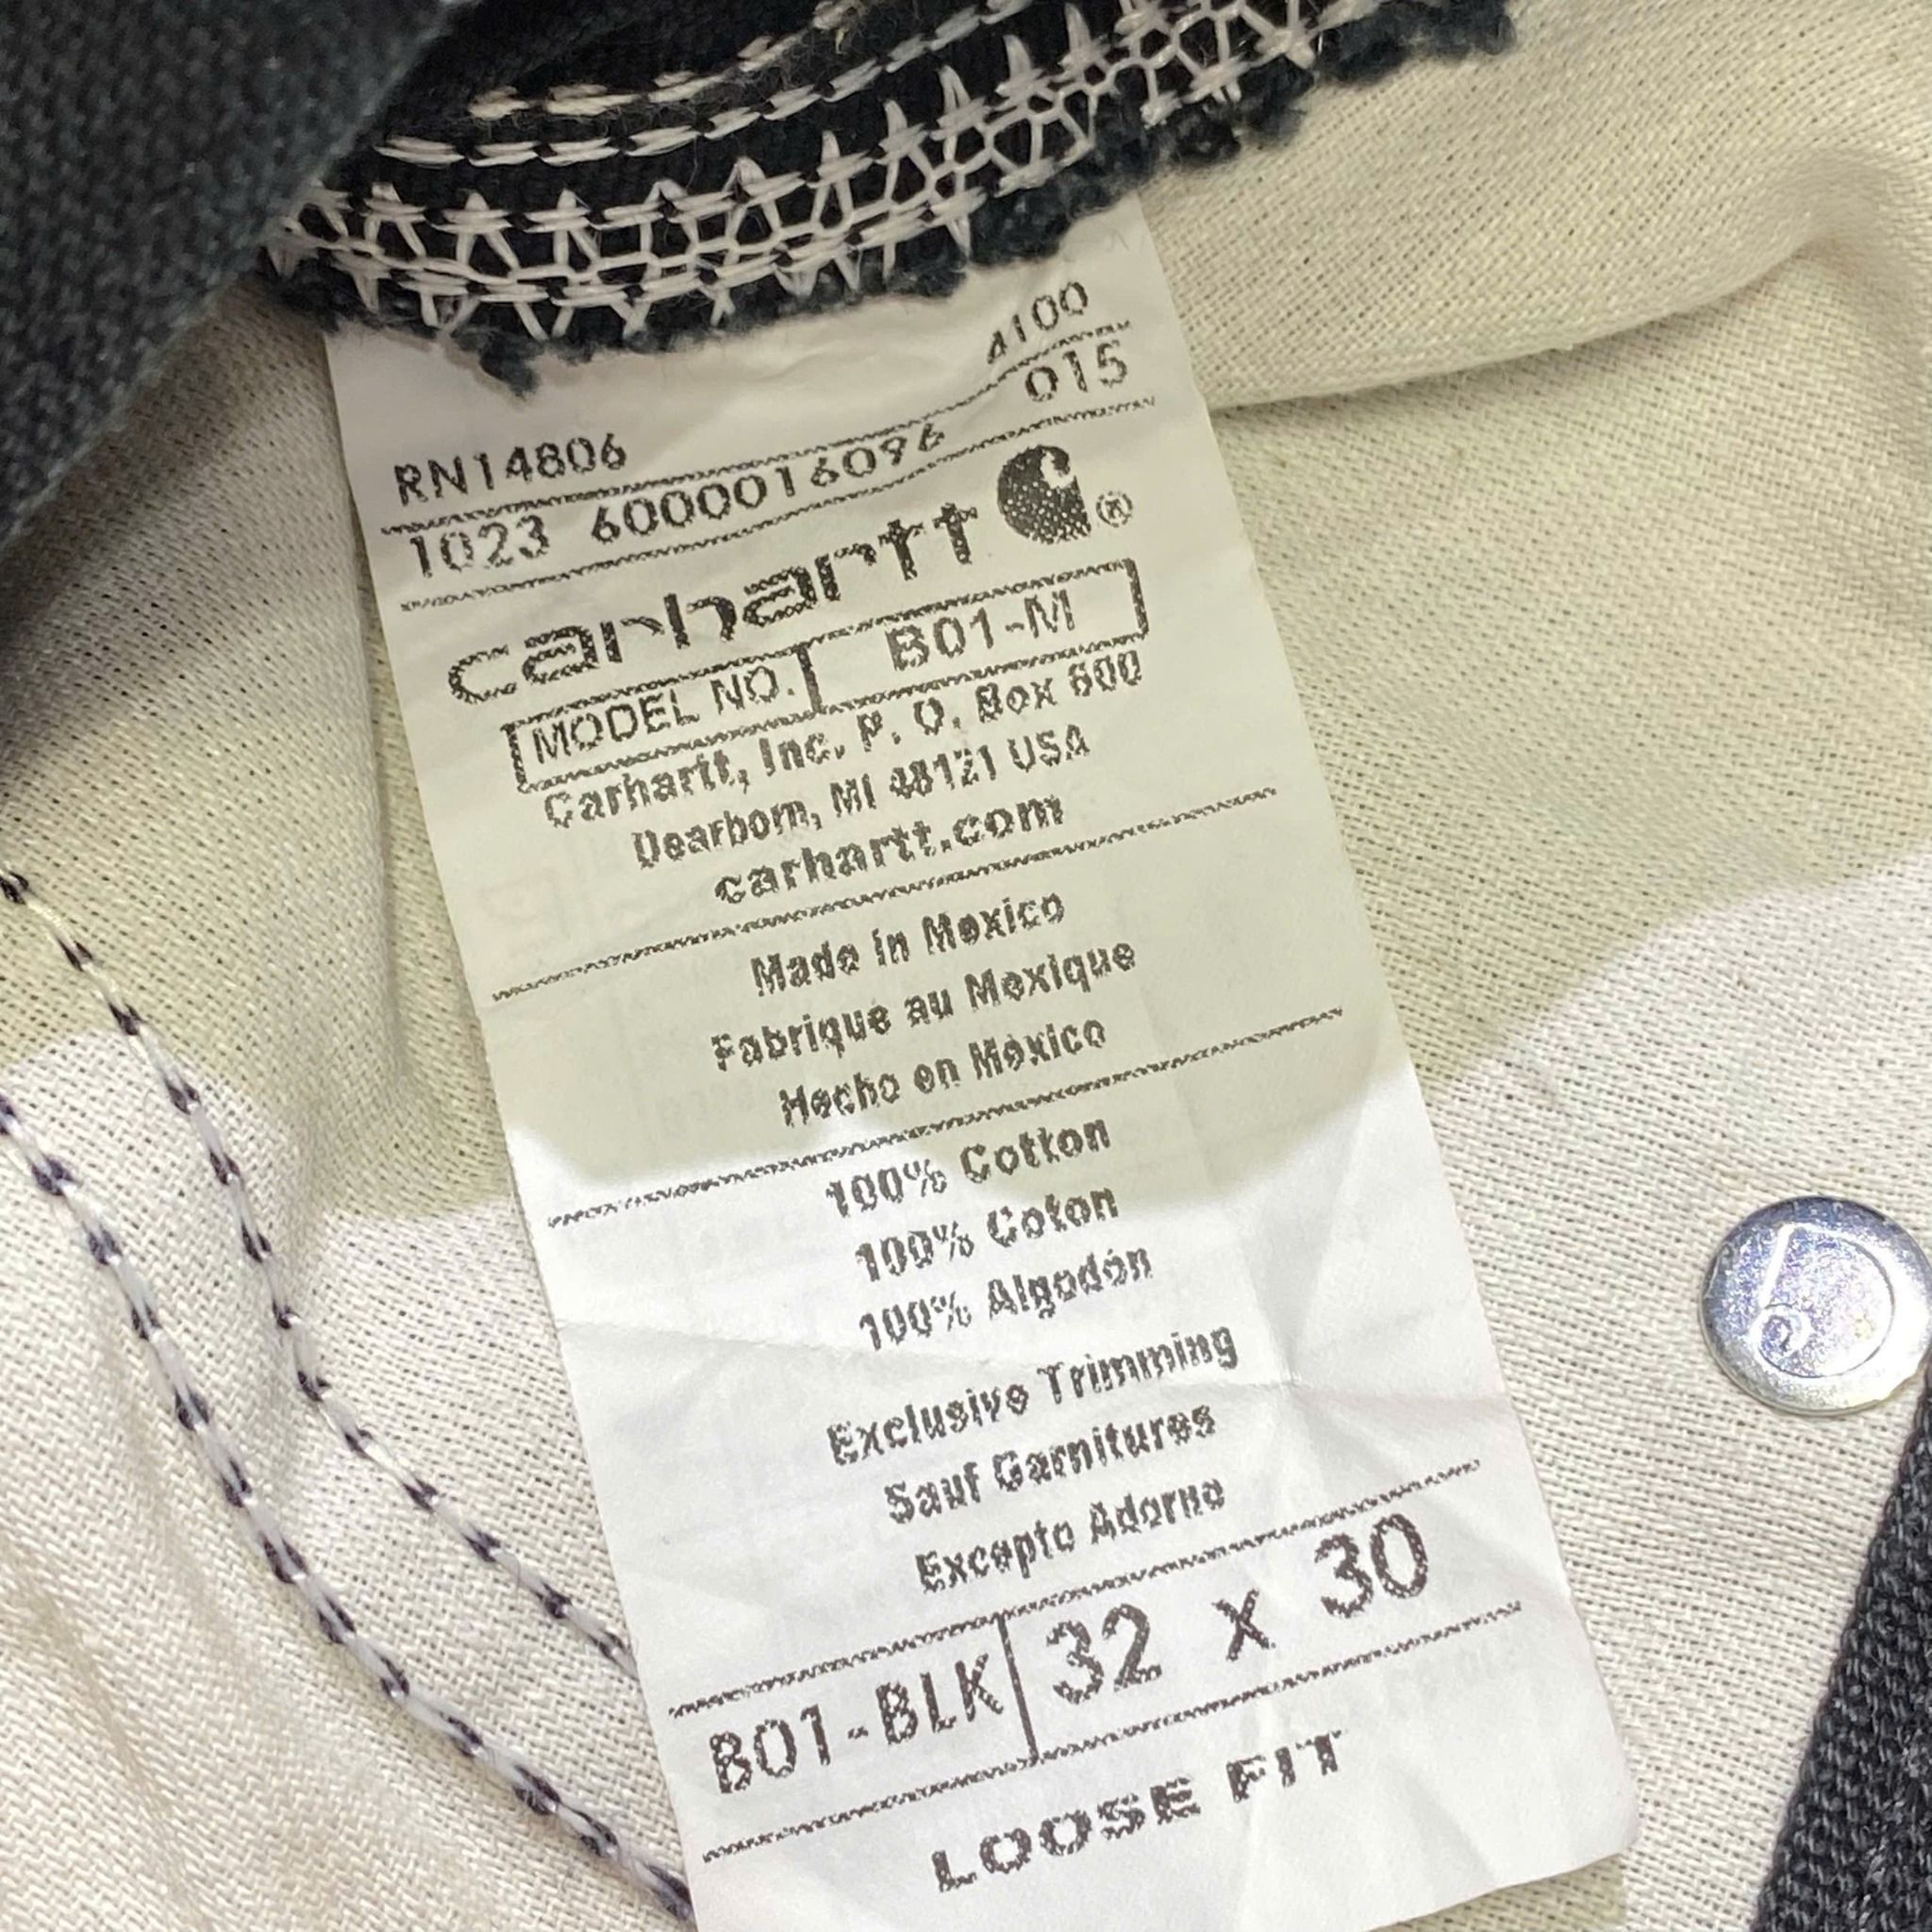 4100
015
RN14806
1023 6000016096
carhartt ®
MODEL NO. B01-M
Carhartt, Inc. P. O. Box 600
Dearborn, MI 48121 USA
carhartt.com
Made in Mexico
Fabrique au Mexique
Hecho en México
100% Cotton
100% Coton
100% Algodón
Exclusive Trimming
Sauf Garnitures
Excepto Adorno
B01-BLK 32 x 30
LOOSE FIT